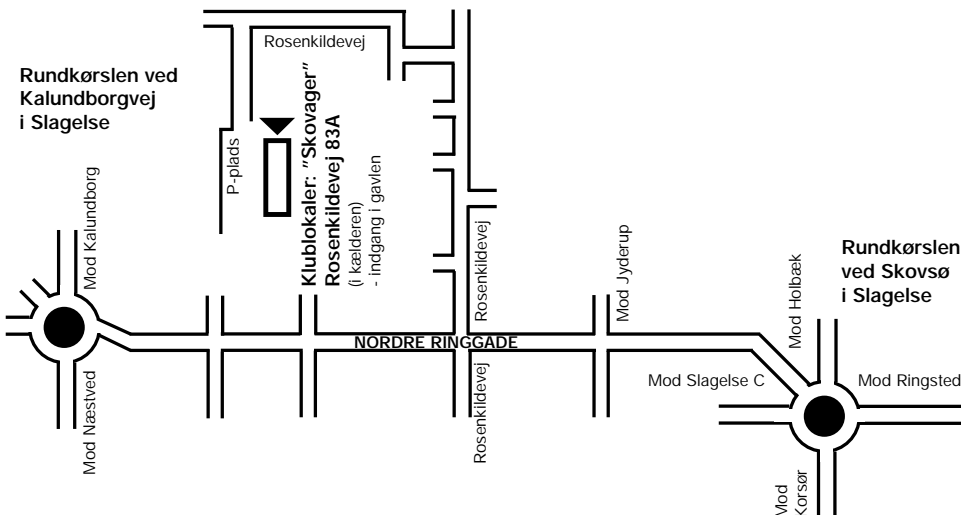 Rosenkildevej
Rundkørslen ved
Kalundborgvej
i Slagelse
P-plads
Klublokaler: "Skovager"
Rosenkildevej 83A
(i kælderen)
- indgang i gavlen
Mod Kalundborg
Rosenkildevej
Mod Jyderup
Rundkørslen
ved Skovsø
i Slagelse
Mod Holbæk
NORDRE RINGGADE
Mod Næstved
Rosenkildevej
Mod Slagelse C
Mod Ringsted
Mod
Korsør